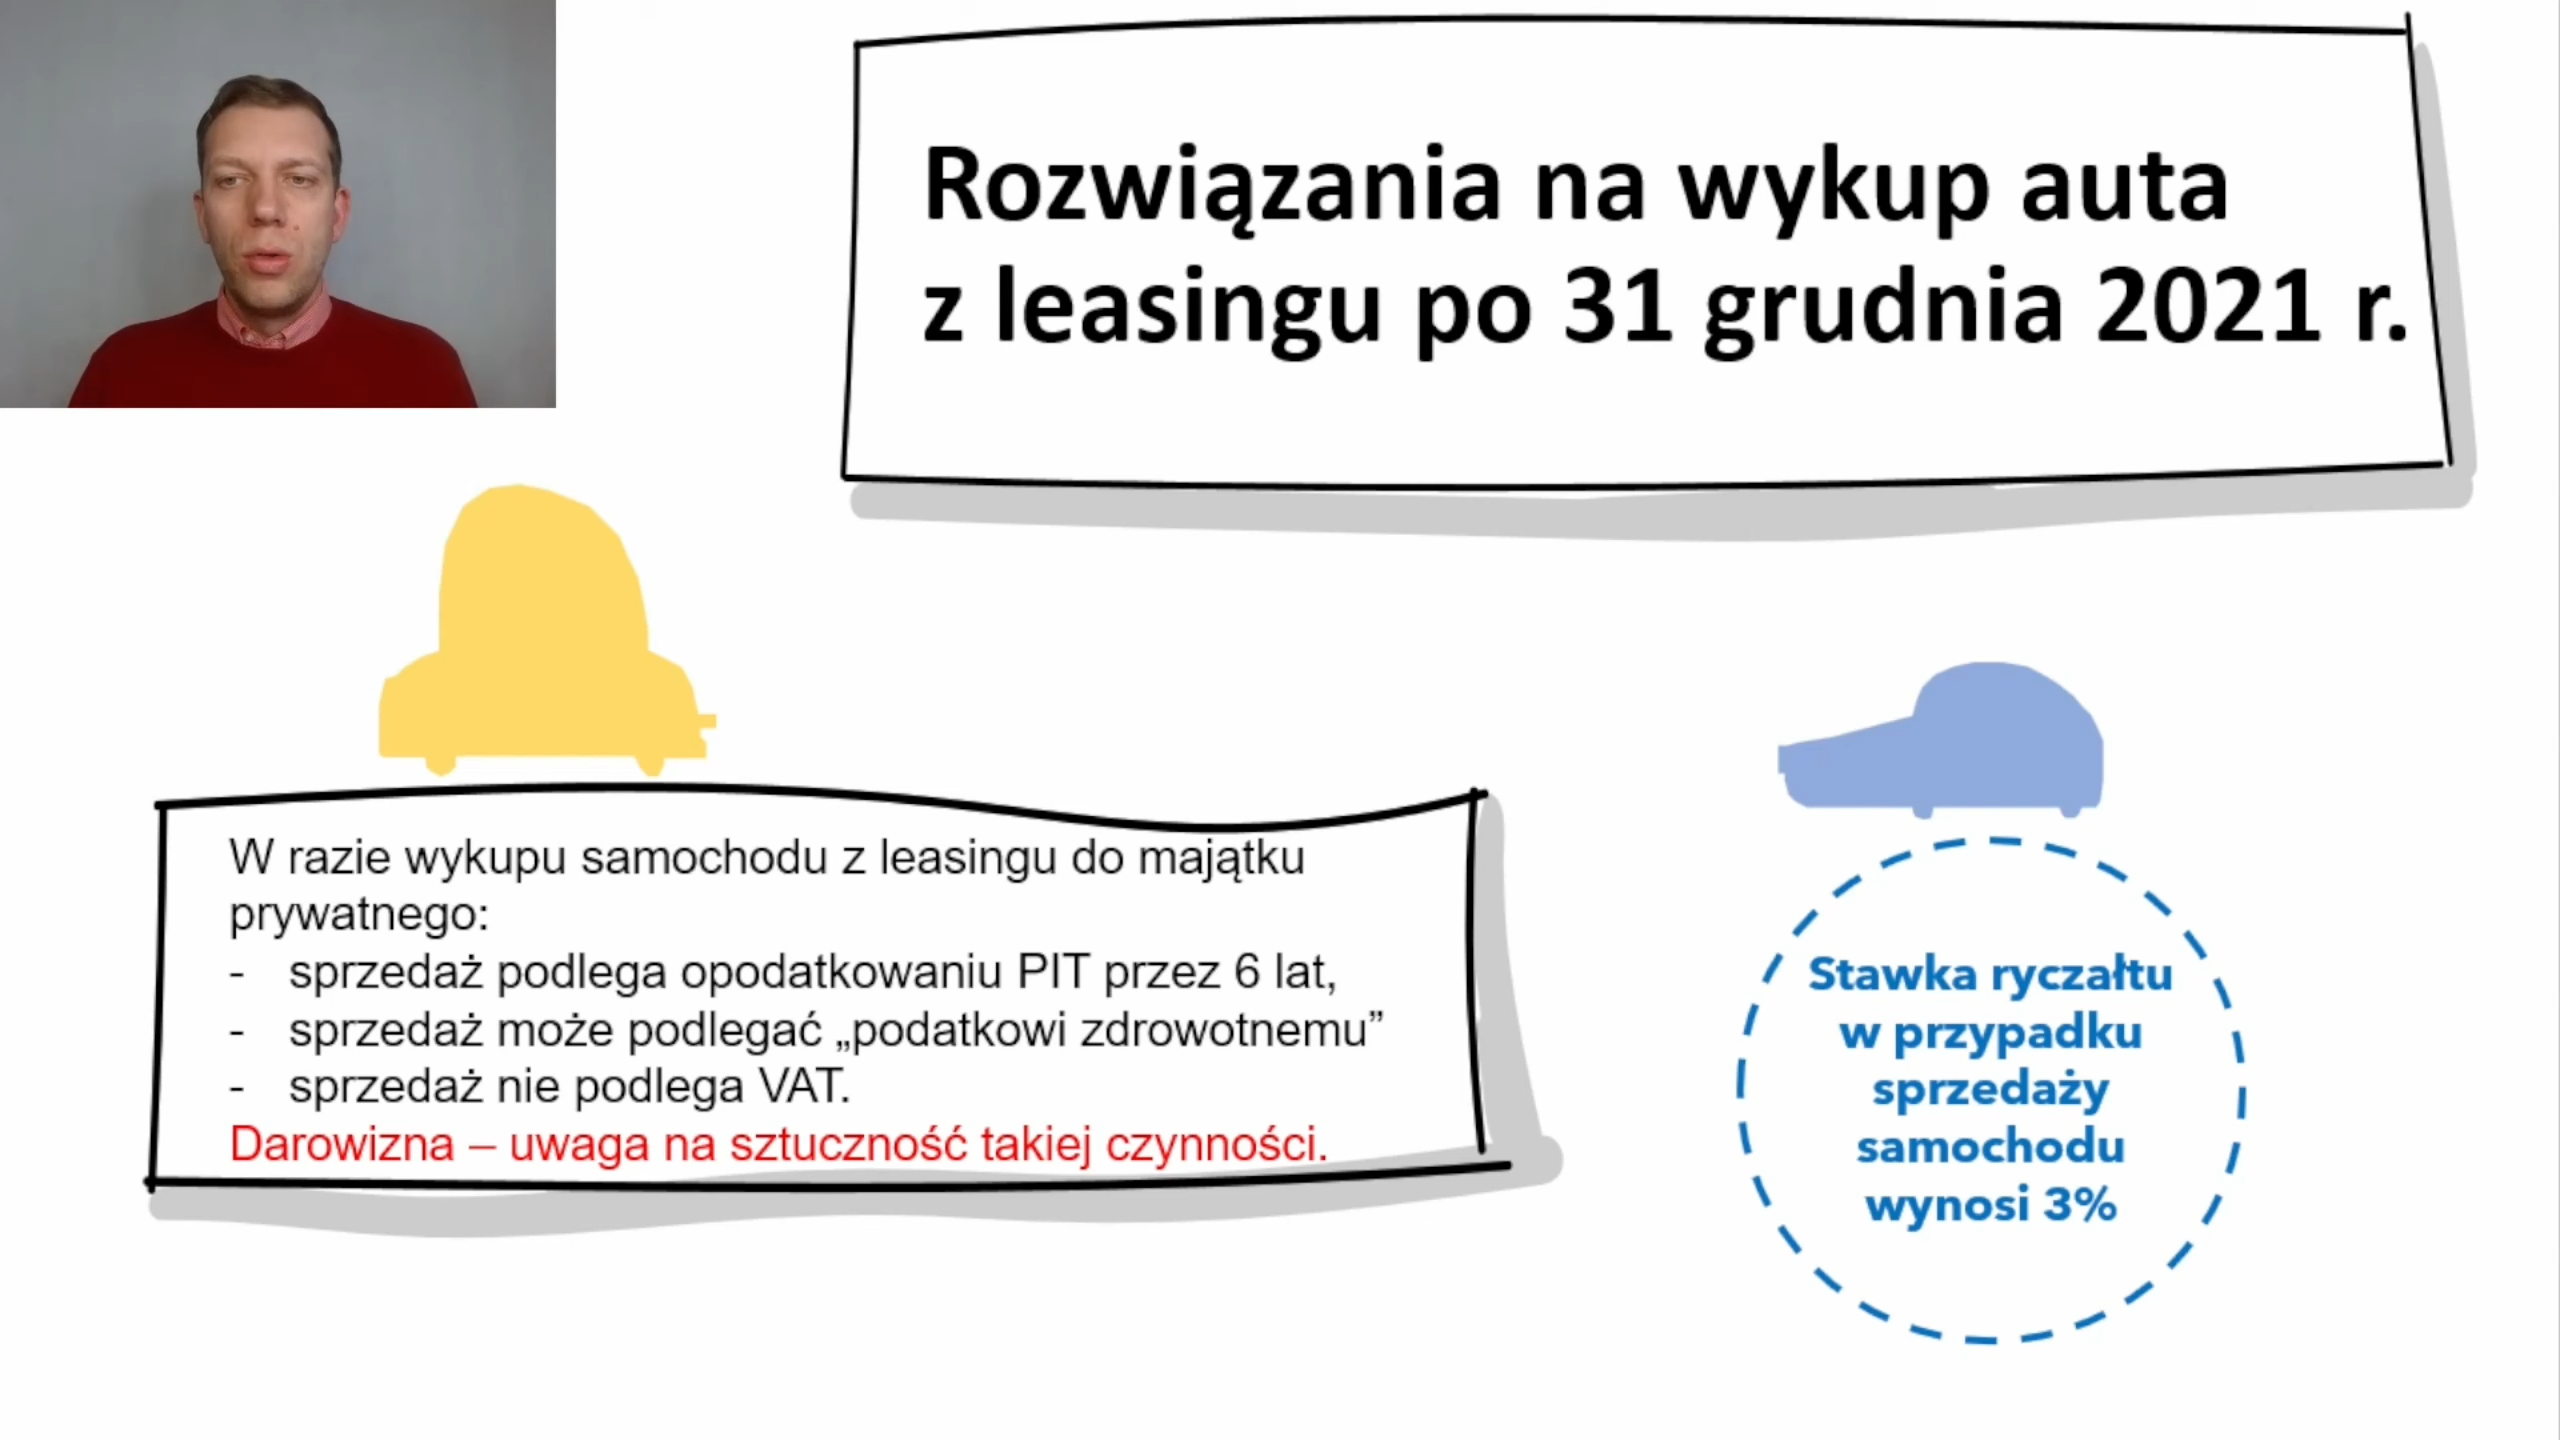 Rozwiązania na wykup auta
z leasingu po 31 grudnia 2021 r.
W razie wykupu samochodu z leasingu do majątku
prywatnego:
- sprzedaż podlega opodatkowaniu PIT przez 6 lat,
- sprzedaż może podlegać „podatkowi zdrowotnemu”
- sprzedaż nie podlega VAT.
Darowizna – uwaga na sztuczność takiej czynności.
Stawka ryczałtu
w przypadku
sprzedaży
samochodu
wynosi 3%